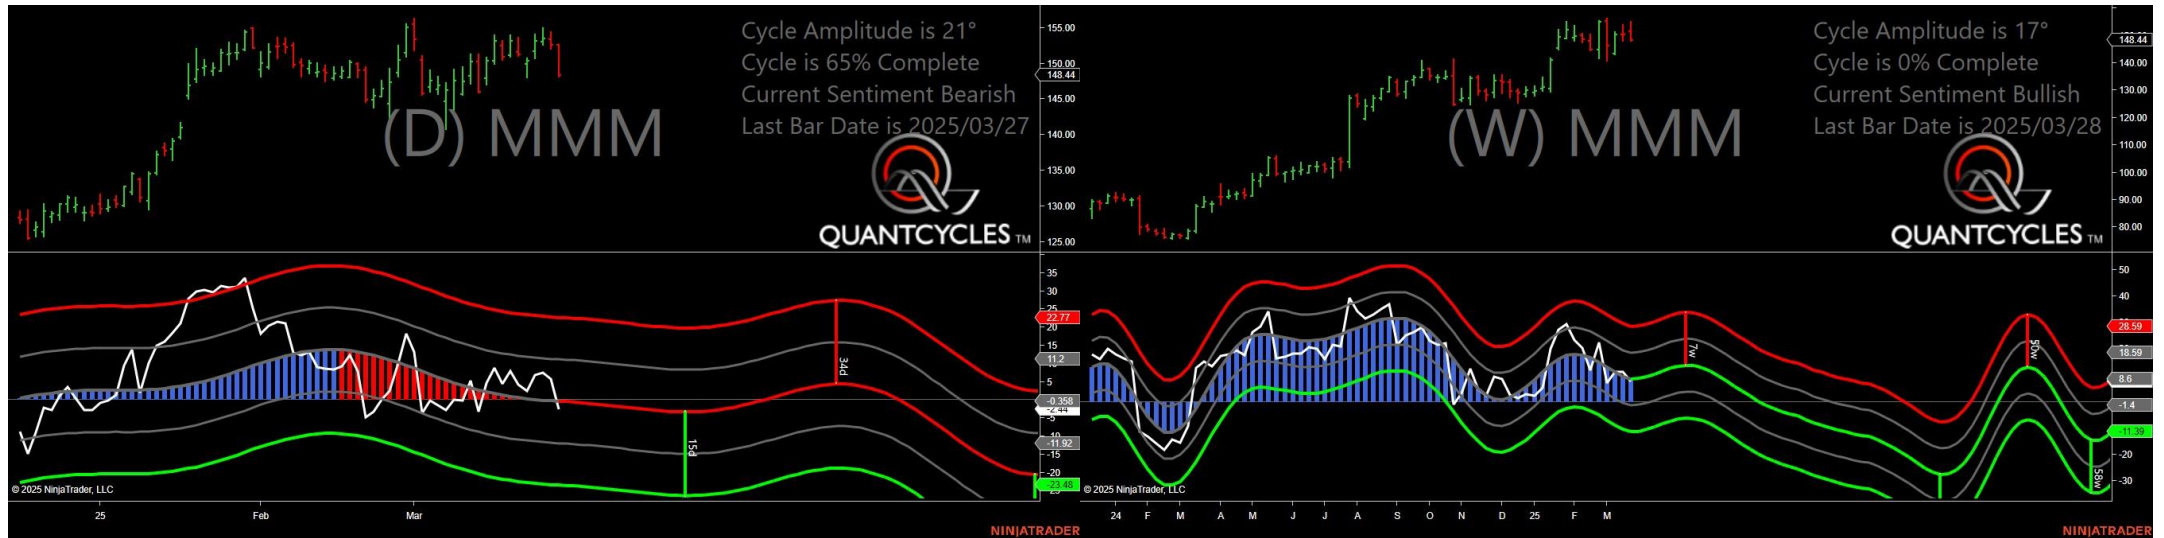 Cycle Amplitude is 21°
Cycle is 65% Complete
Current Sentiment Bearish
Last Bar Date is 2025/03/27
(D) MMM
QUANTCYCLES TM
155.00
150.00
148.44
145.00
140.00
135.00
130.00
125.00
35
30
25
22.77
20
15
11.2
5
-0.358
-2.44
-5
-11.92
-15
-20
-23.48
34d
15d
© 2025 NinjaTrader, LLC
25 Feb Mar
NINJATRADER
Cycle Amplitude is 17°
Cycle is 0% Complete
Current Sentiment Bullish
Last Bar Date is 2025/03/28
(W) MMM
QUANTCYCLES TM
148.44
140.00
130.00
120.00
110.00
100.00
90.00
80.00
50
40
28.59
18.59
8.6
-1.4
-11.39
-20
-30
7w
50w
58w
© 2025 NinjaTrader, LLC
24 F M A M J J A S O N D 25 F M
NINJATRADER